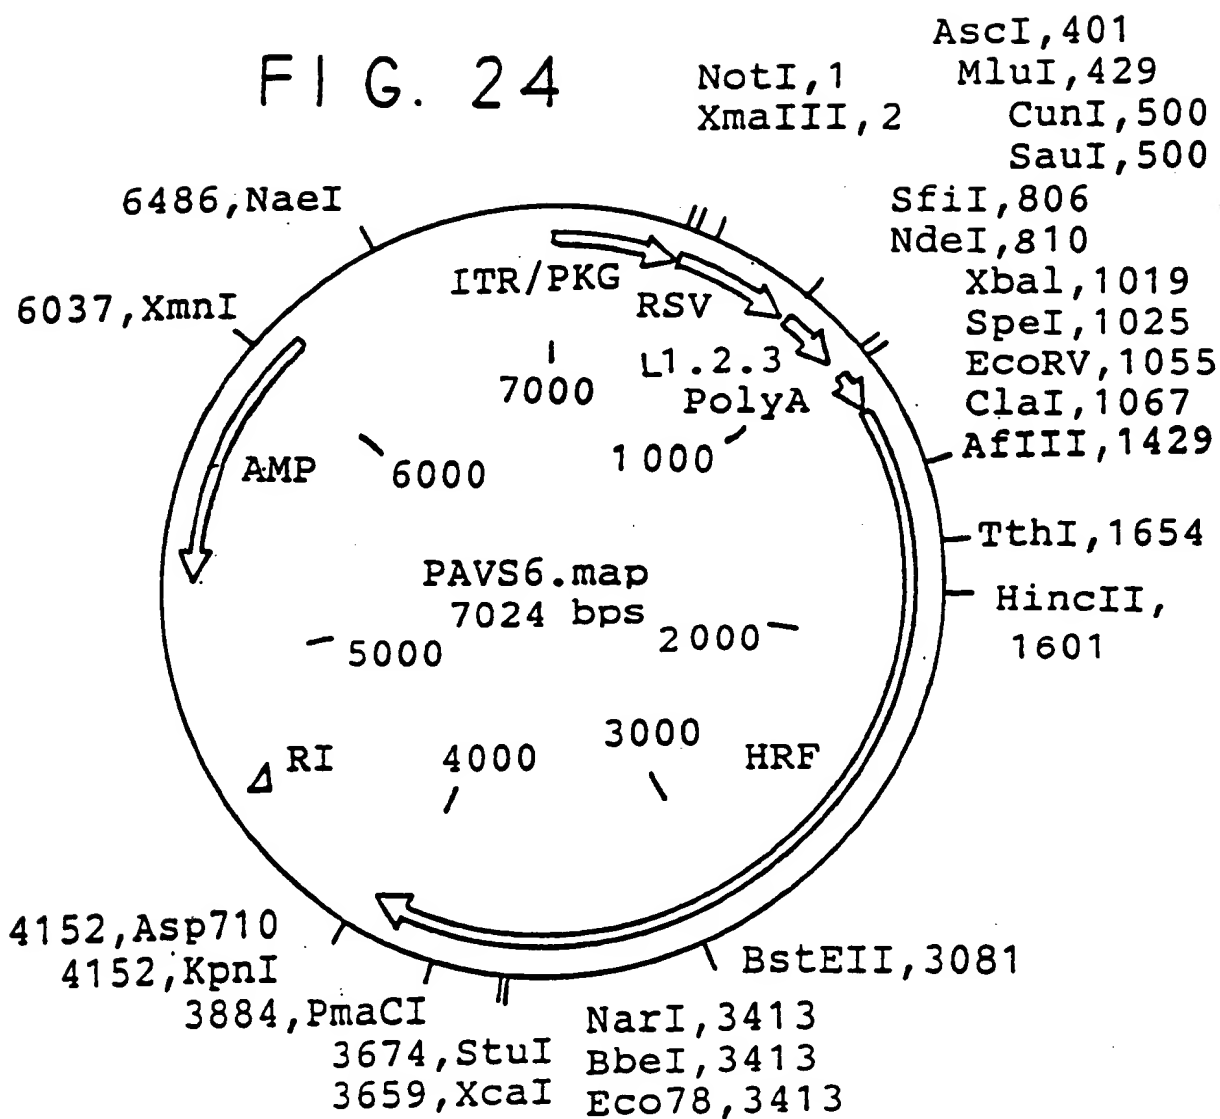 FIG. 24
NotI,1
XmaIII,2
AscI,401
MluI,429
CunI,500
SauI,500
SfiI,806
NdeI,810
XbaI,1019
SpeI,1025
EcoRV,1055
ClaI,1067
AfIII,1429
TthI,1654
HincII,
1601
6486,NaeI
6037,XmnI
ITR/PKG
RSV
L1.2.3
PolyA
7000
1000
6000
AMP
PAVS6.map
7024 bps
2000
5000
3000
4000
RI
HRF
4152,Asp710
4152,KpnI
3884,PmaCI
3674,StuI
3659,XcaI
BstEII,3081
NarI,3413
BbeI,3413
Eco78,3413